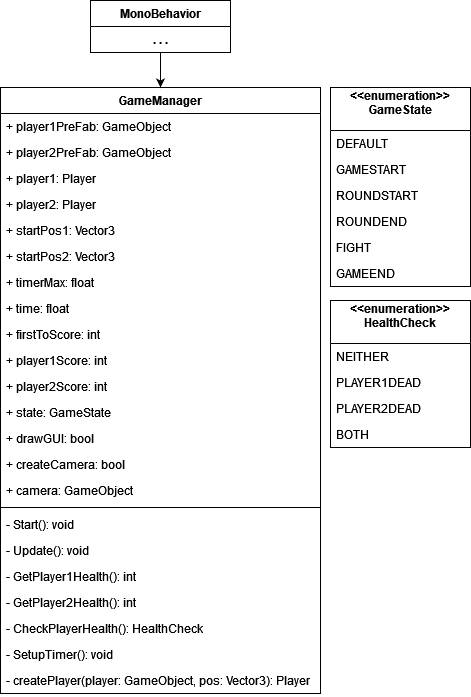 MonoBehavior
...
GameManager
+ player1PreFab: GameObject
+ player2PreFab: GameObject
+ player1: Player
+ player2: Player
+ startPos1: Vector3
+ startPos2: Vector3
+ timerMax: float
+ time: float
+ firstToScore: int
+ player1Score: int
+ player2Score: int
+ state: GameState
+ drawGUI: bool
+ createCamera: bool
+ camera: GameObject
- Start(): void
- Update(): void
- GetPlayer1Health(): int
- GetPlayer2Health(): int
- CheckPlayerHealth(): HealthCheck
- SetupTimer(): void
- createPlayer(player: GameObject, pos: Vector3): Player
<<enumeration>>
GameState
DEFAULT
GAMESTART
ROUNDSTART
ROUNDEND
FIGHT
GAMEEND
<<enumeration>>
HealthCheck
NEITHER
PLAYER1DEAD
PLAYER2DEAD
BOTH